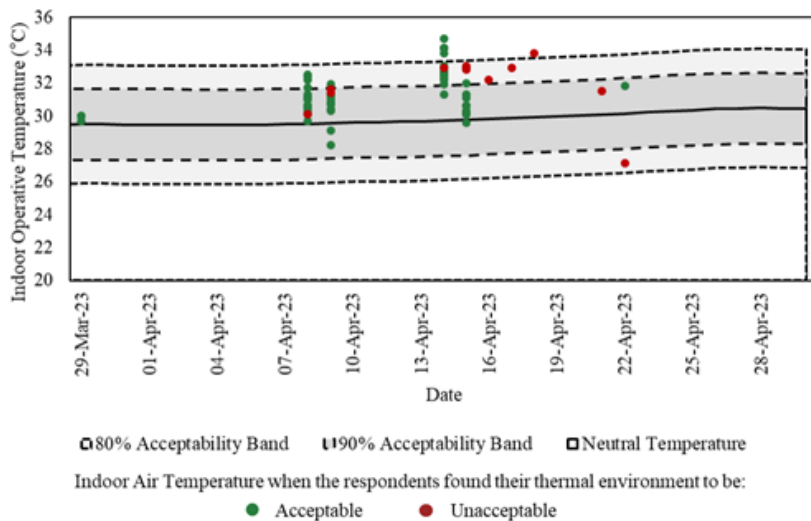 Indoor Operative Temperature (°C)
36
34
32
30
28
26
24
22
20
29-Mar-23
01-Apr-23
04-Apr-23
07-Apr-23
10-Apr-23
13-Apr-23
16-Apr-23
19-Apr-23
22-Apr-23
25-Apr-23
28-Apr-23
Date
80% Acceptability Band 90% Acceptability Band Neutral Temperature
Indoor Air Temperature when the respondents found their thermal environment to be:
Acceptable Unacceptable